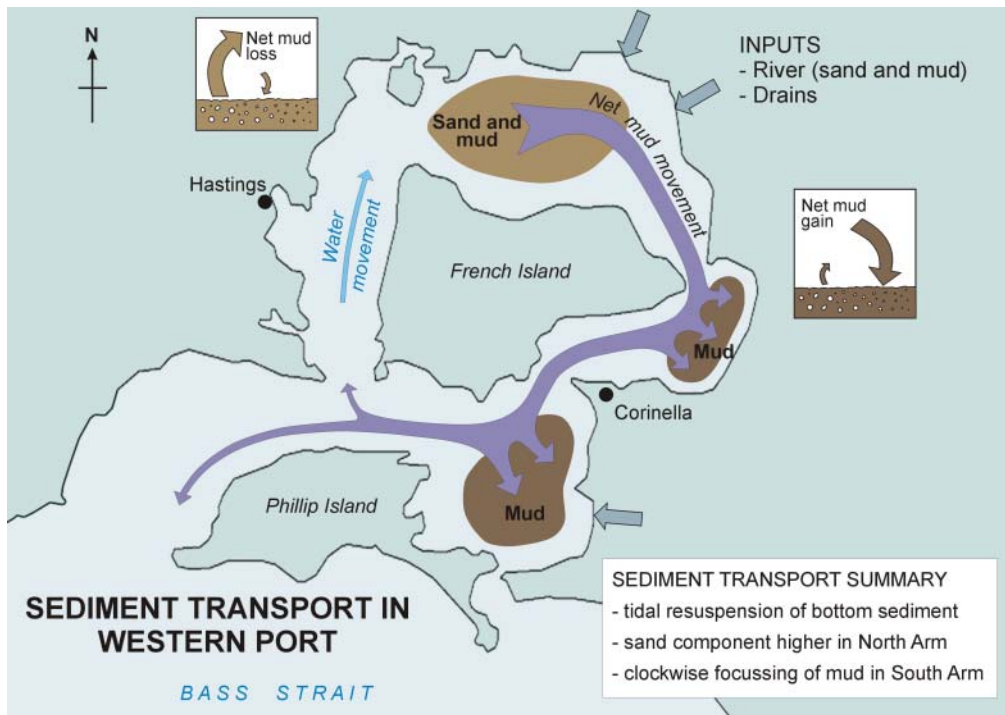 N
Net mud
loss
INPUTS
- River (sand and mud)
- Drains
Sand and
mud
Net mud movement
Hastings
Water
movement
French Island
Net mud
gain
Mud
Corinella
Phillip Island
Mud
SEDIMENT TRANSPORT IN
WESTERN PORT
BASS STRAIT
SEDIMENT TRANSPORT SUMMARY
- tidal resuspension of bottom sediment
- sand component higher in North Arm
- clockwise focussing of mud in South Arm